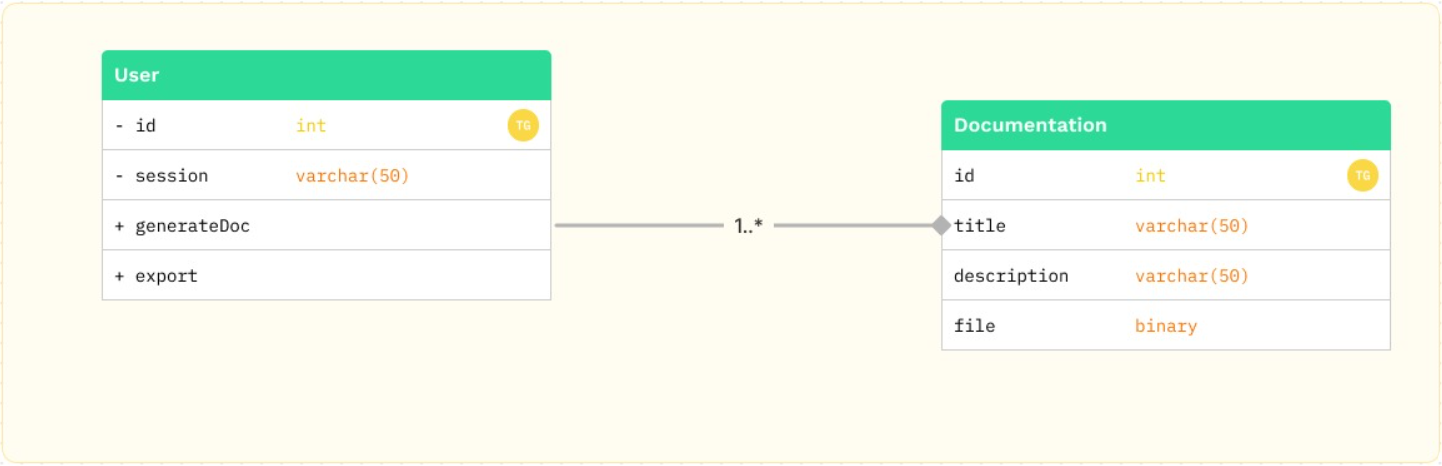 User
- id int TG
- session varchar(50)
+ generateDoc
+ export
1..*
Documentation
id int TG
title varchar(50)
description varchar(50)
file binary